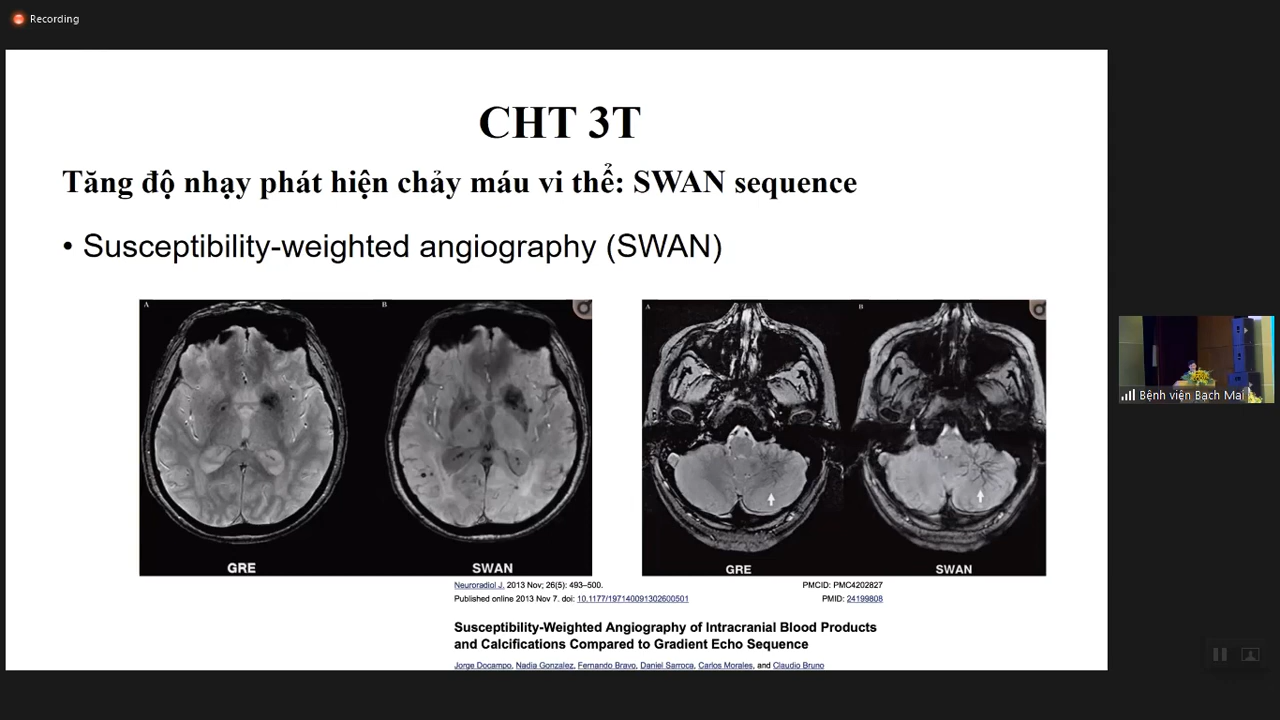 Recording
CHT 3T
Tăng độ nhạy phát hiện chảy máu vi thể: SWAN sequence
• Susceptibility-weighted angiography (SWAN)
A
B
GRE
SWAN
A
B
GRE
SWAN
Neuroradiol J. 2013 Nov; 26(5): 493–500.
PMCID: PMC4202827
Published online 2013 Nov 7. doi: 10.1177/197140091302600501
PMID: 24199808
Susceptibility-Weighted Angiography of Intracranial Blood Products
and Calcifications Compared to Gradient Echo Sequence
Jorge Docampo, Nadia Gonzalez, Fernando Bravo, Daniel Sarroca, Carlos Morales, and Claudio Bruno
Bệnh viện Bạch Mai